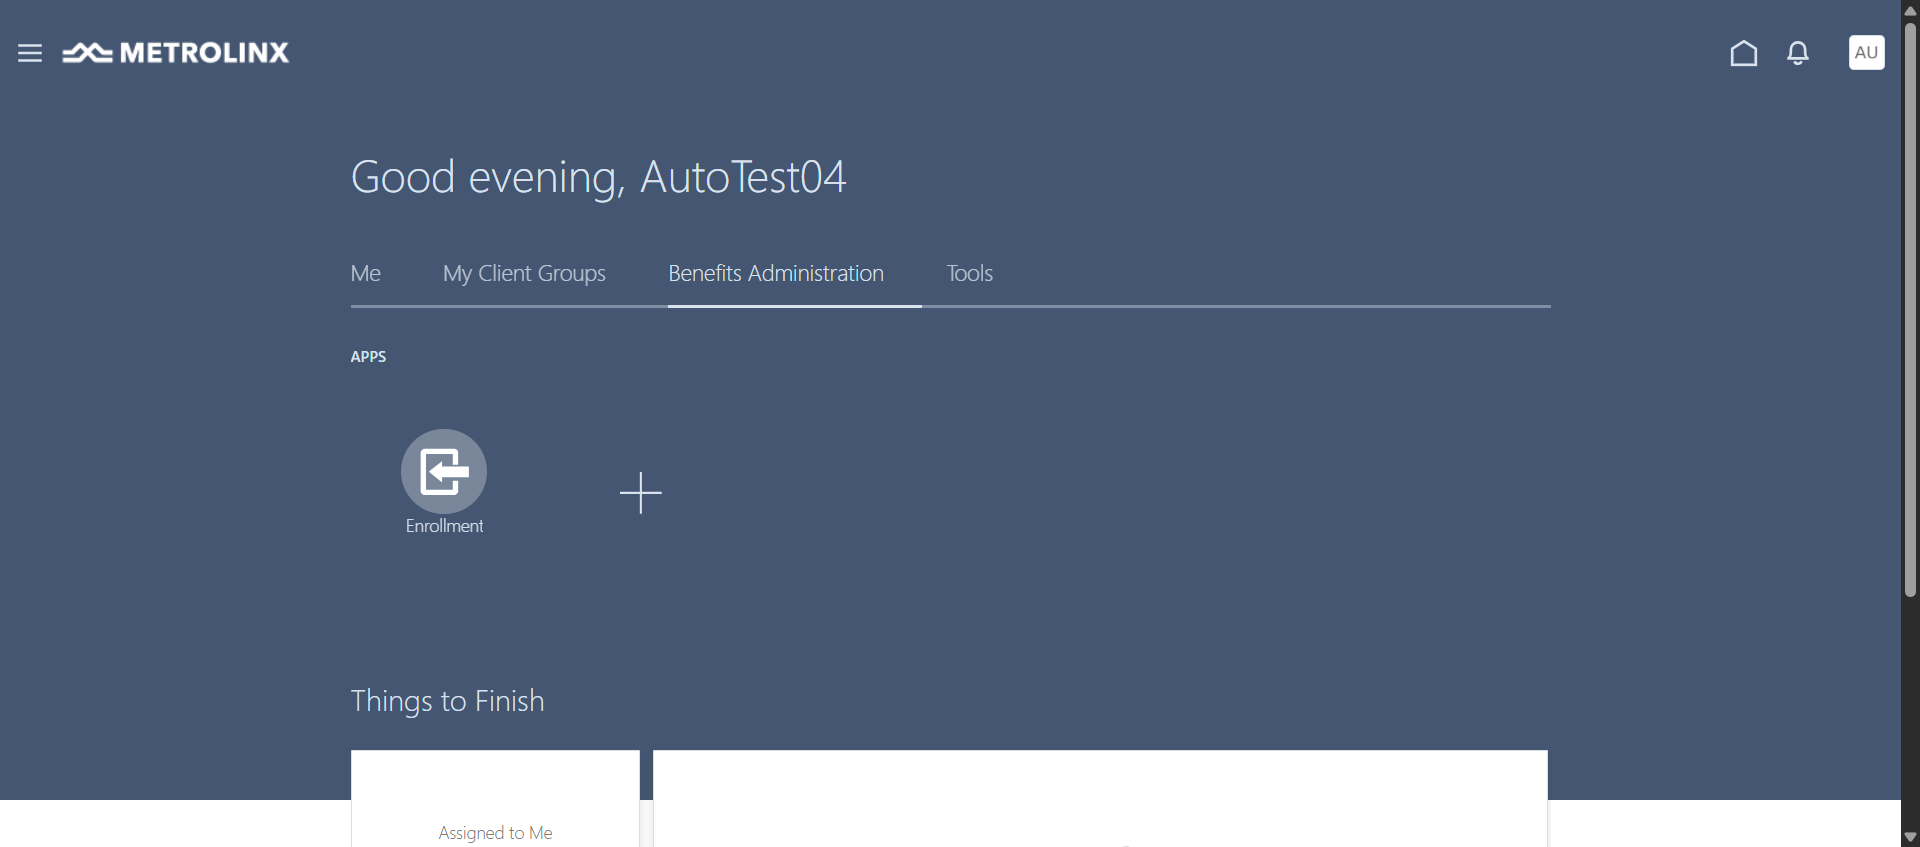 METROLINX
AU
Good evening, AutoTest04
Me My Client Groups Benefits Administration Tools
APPS
Enrollment
Things to Finish
Assigned to Me